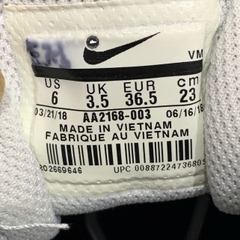 VM
US UK EUR cm
6 3.5 36.5 23
03/21/18 AA2168-003 06/16/18
MADE IN VIETNAM
FABRIQUE AU VIETNAM
202669646 UPC 00887224736805